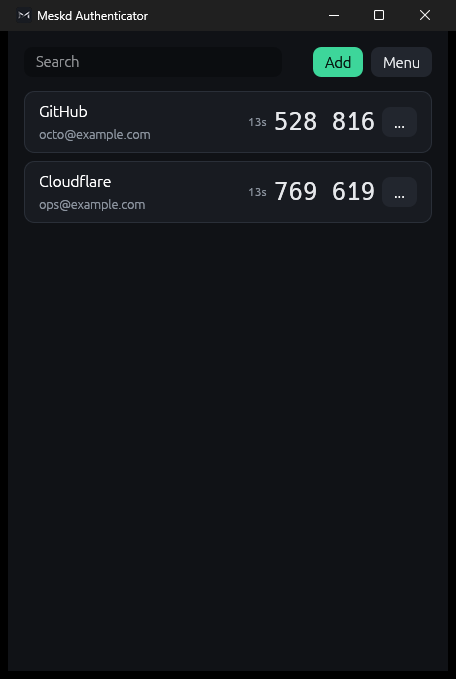 Meskd Authenticator
Search
Add
Menu
GitHub
octo@example.com
13s
528 816
...
Cloudflare
ops@example.com
13s
769 619
...